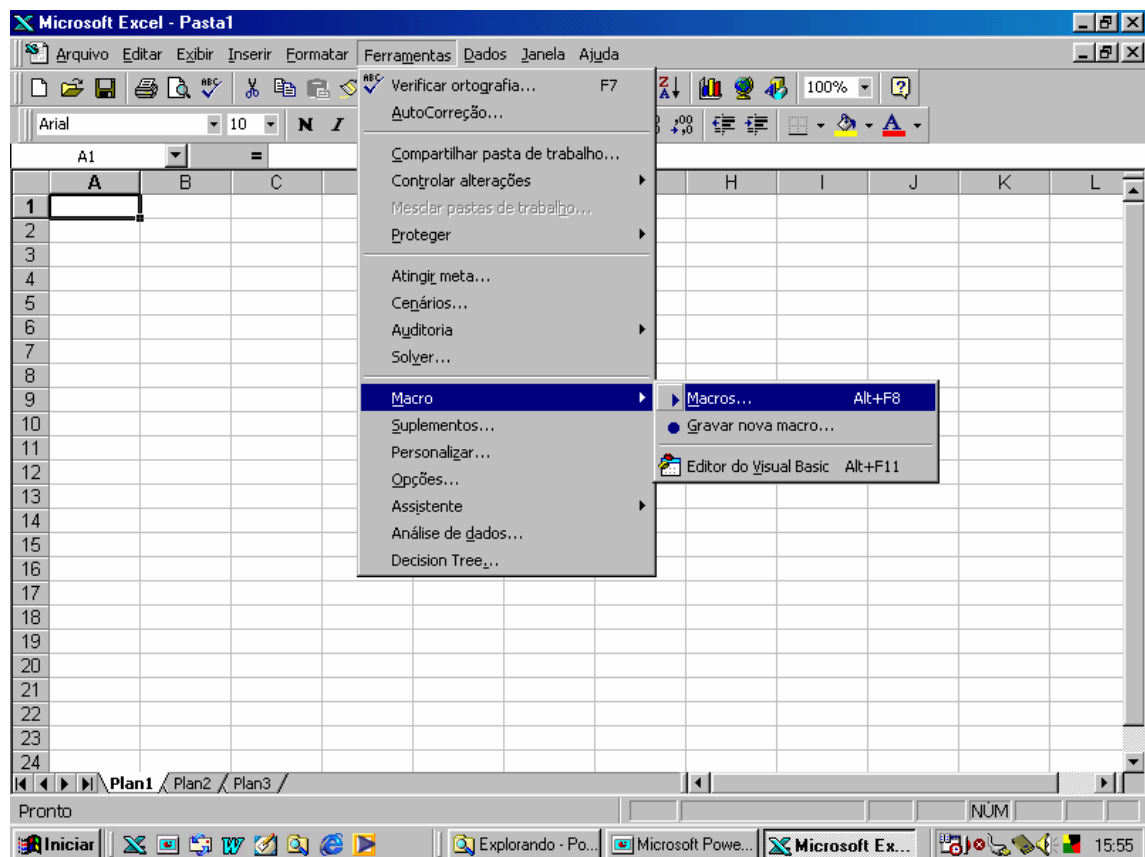 Microsoft Excel - Pasta1
Arquivo Editar Exibir Inserir Formatar Ferramentas Dados Janela Ajuda
100%
Arial 10 N I
A1 =
A B C H I J K L
1
2
3
4
5
6
7
8
9
10
11
12
13
14
15
16
17
18
19
20
21
22
23
24
Verificar ortografia... F7
AutoCorreção...
Compartilhar pasta de trabalho...
Controlar alterações
Mesclar pastas de trabalho...
Proteger
Atingir meta...
Cenários...
Auditoria
Solver...
Macro
Suplementos...
Personalizar...
Opções...
Assistente
Análise de dados...
Decision Tree...
Macros... Alt+F8
Gravar nova macro...
Editor do Visual Basic Alt+F11
Plan1 Plan2 Plan3
Pronto NÚM
Iniciar Explorando - Po... Microsoft Powe... Microsoft Ex... 15:55